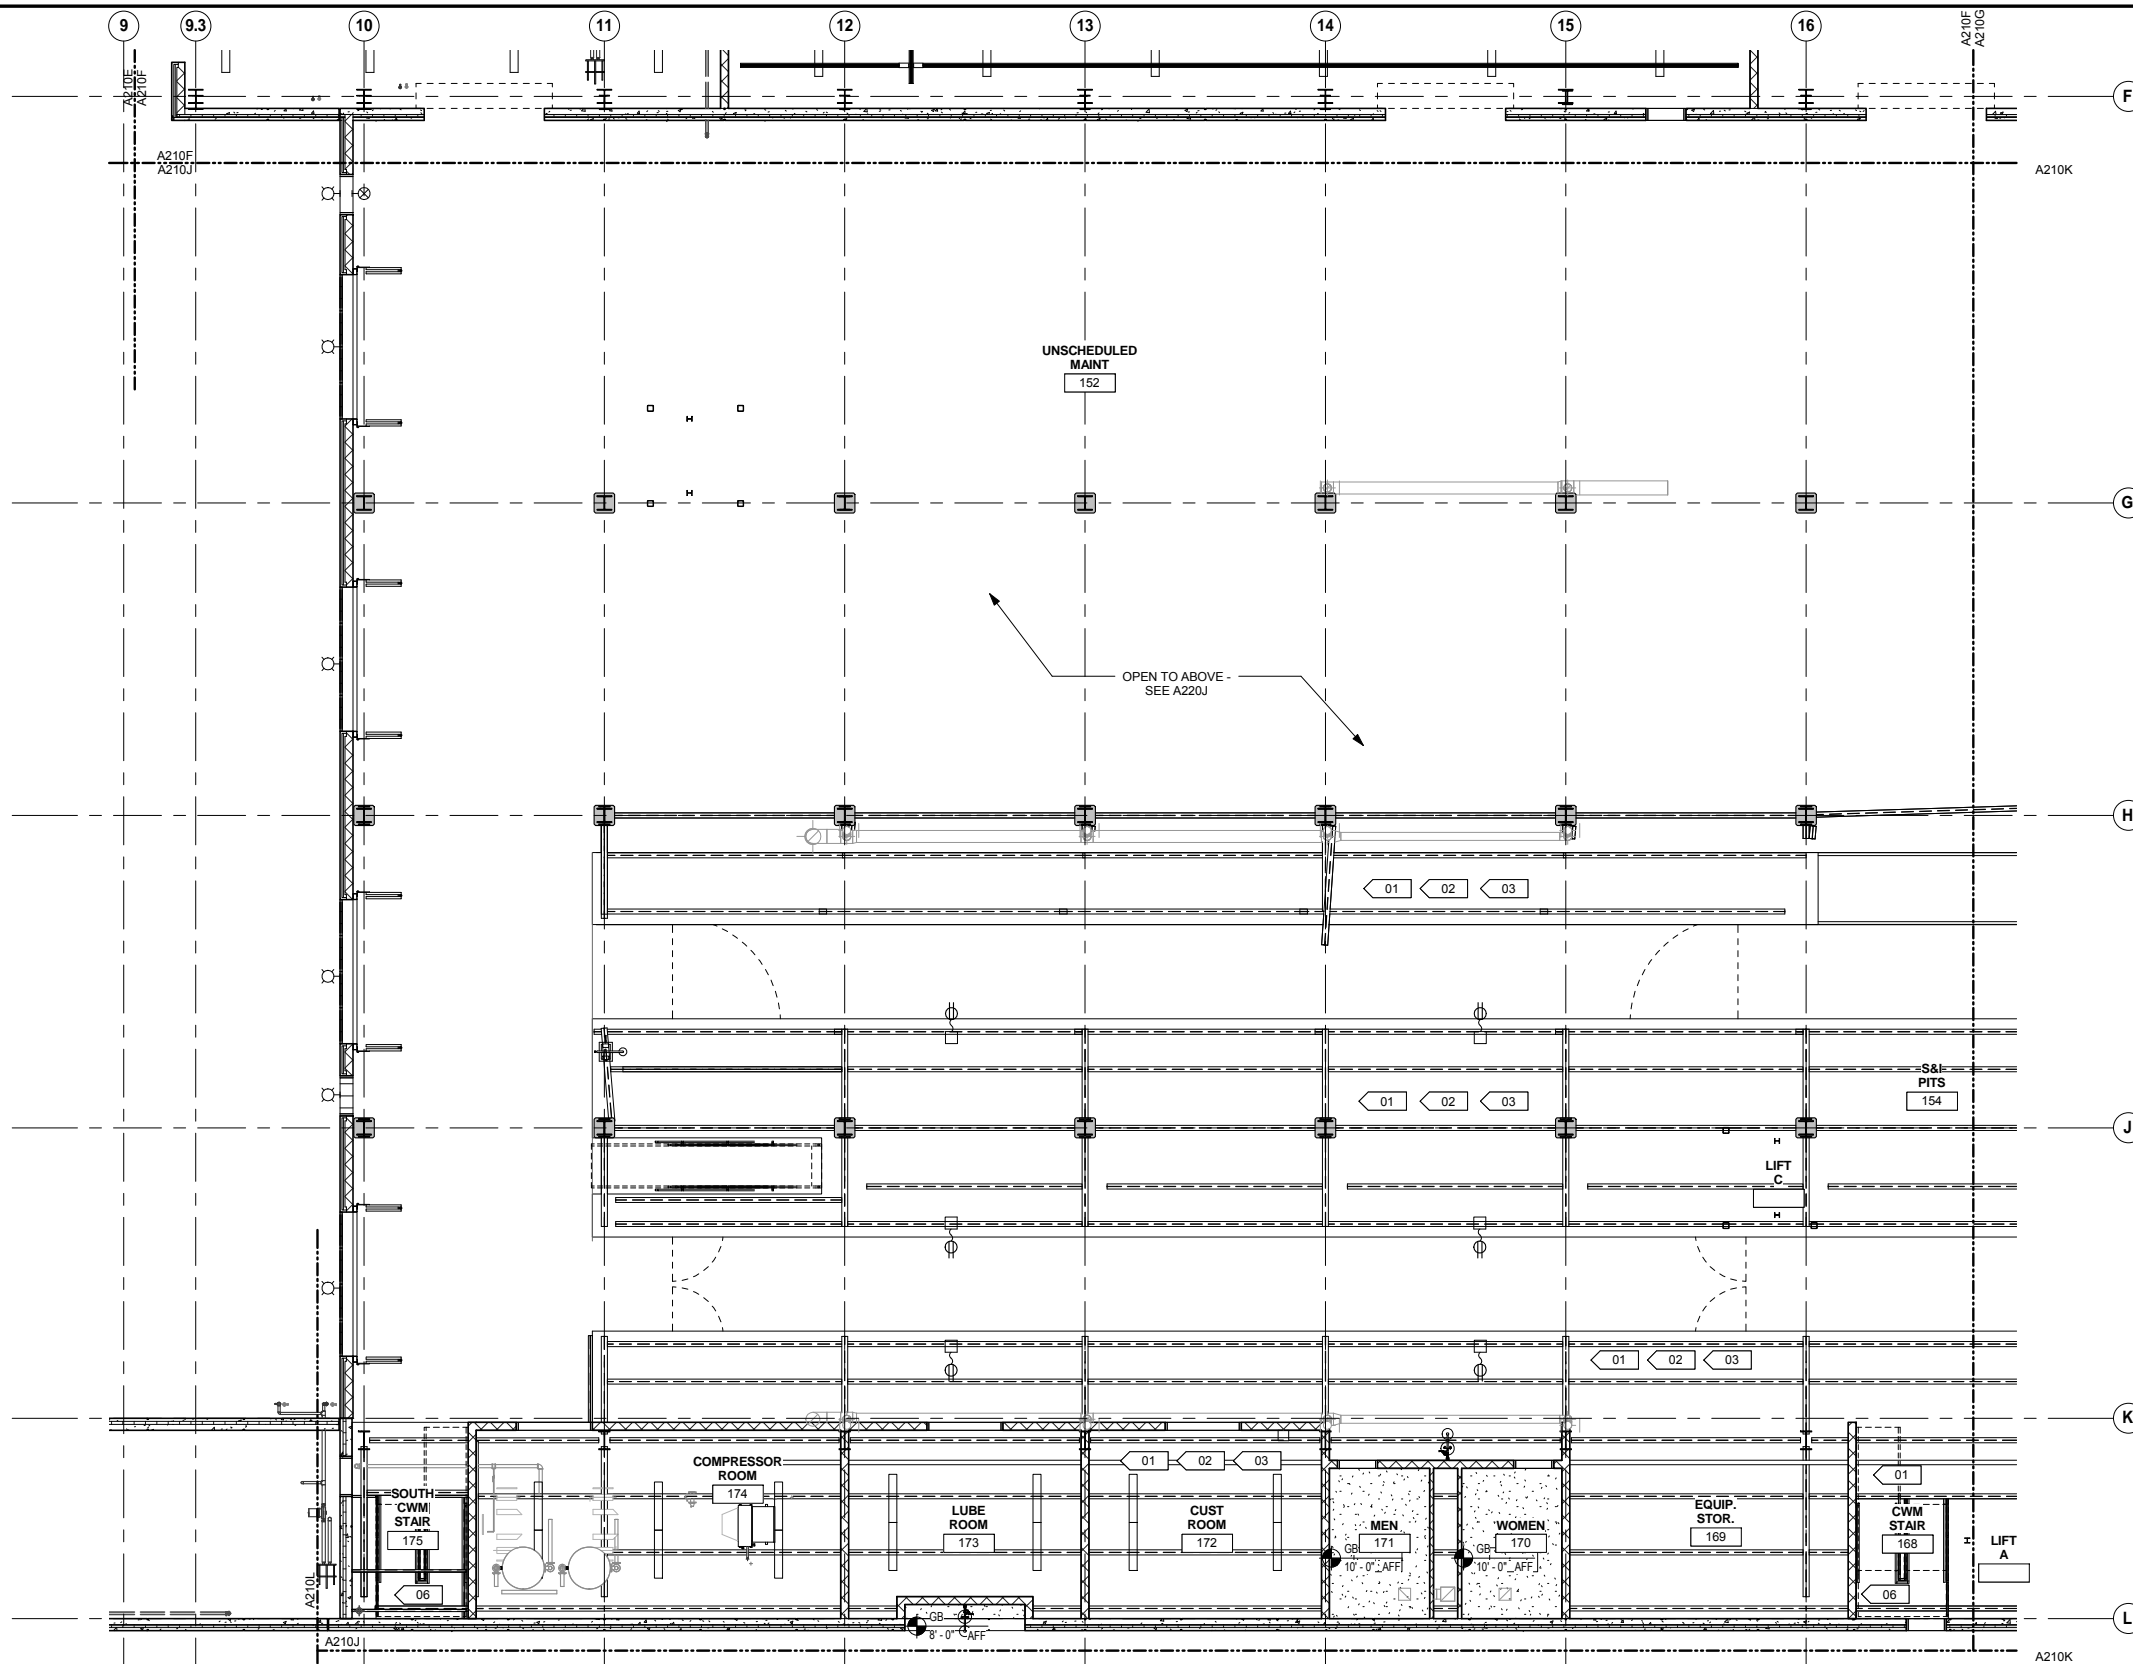 9
9.3
10
11
12
13
14
15
16
A210E
A210F
A210F
A210G
F
A210F
A210J
A210K
UNSCHEDULED
MAINT
152
G
OPEN TO ABOVE -
SEE A220J
H
01
02
03
S&I
PITS
154
01
02
03
J
LIFT
C
01
02
03
K
COMPRESSOR
ROOM
174
01
02
03
01
SOUTH
CWM
STAIR
175
LUBE
ROOM
173
CUST
ROOM
172
MEN
171
WOMEN
170
EQUIP.
STOR.
169
CWM
STAIR
168
LIFT
A
GB
10' - 0" AFF
GB
10' - 0" AFF
06
06
A210L
GB
8' - 0" AFF
L
A210J
A210K